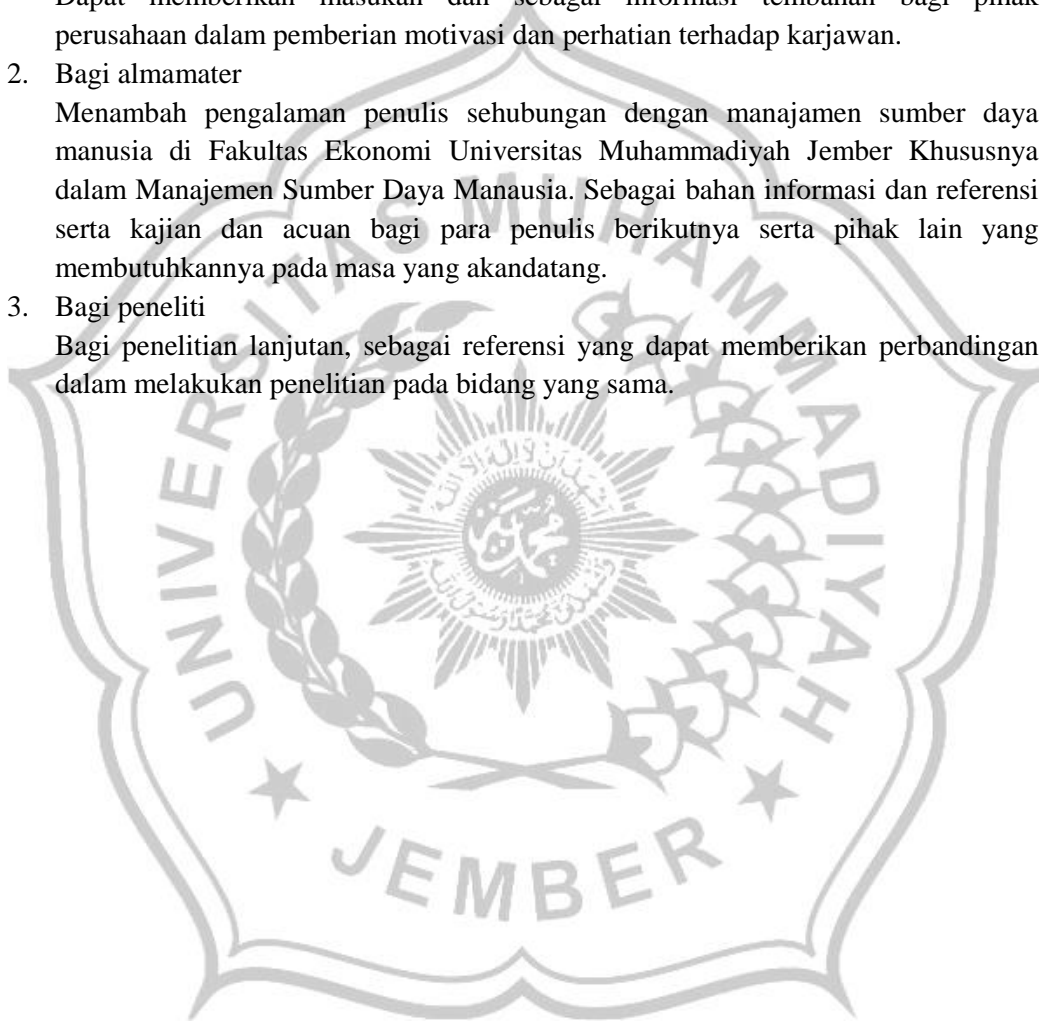 Dapat memberikan masukan dan sebagai informasi tembahan bagi pihak
perusahaan dalam pemberian motivasi dan perhatian terhadap karjawan.
2. Bagi almamater
Menambah pengalaman penulis sehubungan dengan manajamen sumber daya
manusia di Fakultas Ekonomi Universitas Muhammadiyah Jember Khususnya
dalam Manajemen Sumber Daya Manausia. Sebagai bahan informasi dan referensi
serta kajian dan acuan bagi para penulis berikutnya serta pihak lain yang
membutuhkannya pada masa yang akandatang.
3. Bagi peneliti
Bagi penelitian lanjutan, sebagai referensi yang dapat memberikan perbandingan
dalam melakukan penelitian pada bidang yang sama.
UNIVERSITAS MUHAMMADIYAH
JEMBER